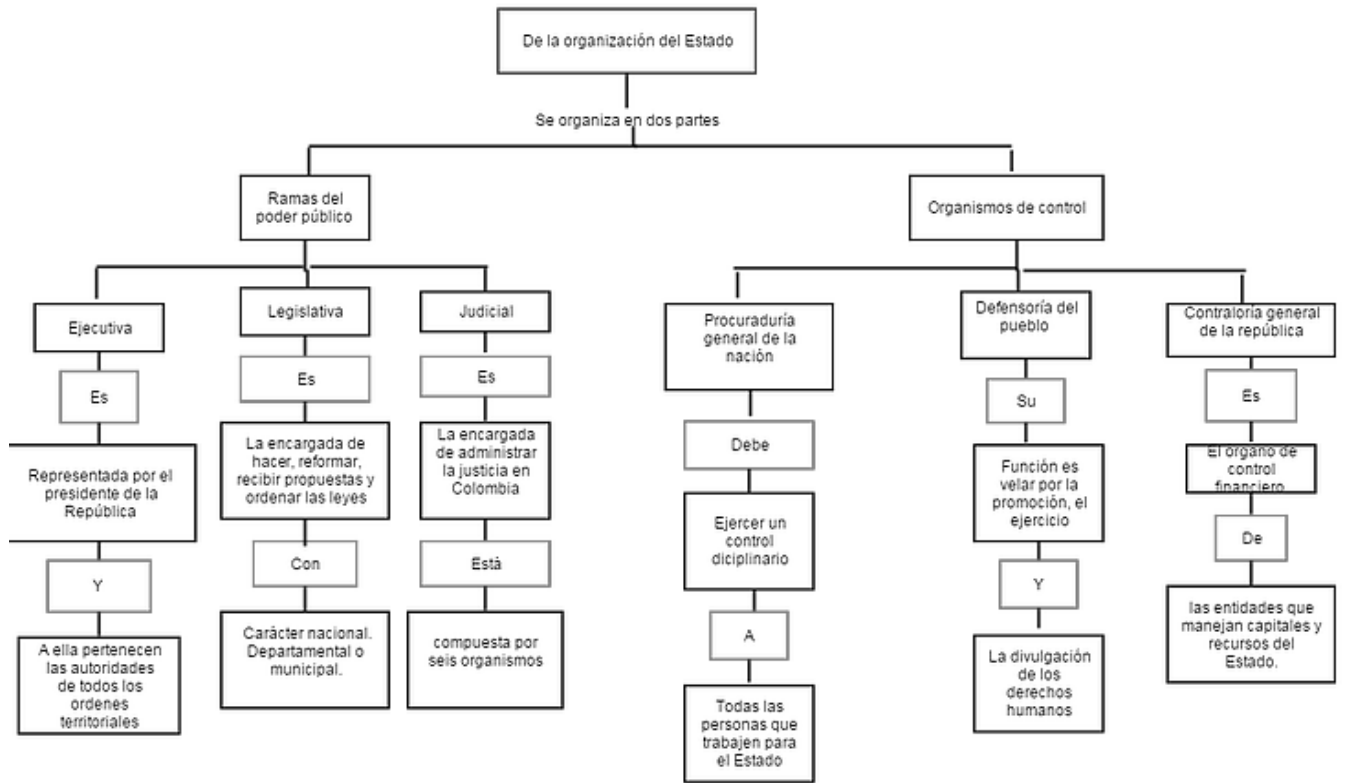 De la organización del Estado
Se organiza en dos partes
Ramas del
poder público
Organismos de control
Ejecutiva
Es
Representada por el
presidente de la
República
Y
A ella pertenecen
las autoridades
de todos los
ordenes
territoriales
Legislativa
Es
La encargada de
hacer, reformar,
recibir propuestas y
ordenar las leyes
Con
Carácter nacional.
Departamental o
municipal.
Judicial
Es
La encargada
de administrar
la justicia en
Colombia
Està
compuesta por
seis organismos
Procuraduría
general de la
nación
Debe
Ejercer un
control
diciplinario
A
Todas las
personas que
trabajen para
el Estado
Defensoría del
pueblo
Su
Función es
velar por la
promoción, el
ejercicio
Y
La divulgación
de los
derechos
humanos
Contraloría general
de la república
Es
El órgano de
control
financiero
De
las entidades que
manejan capitales y
recursos del
Estado.